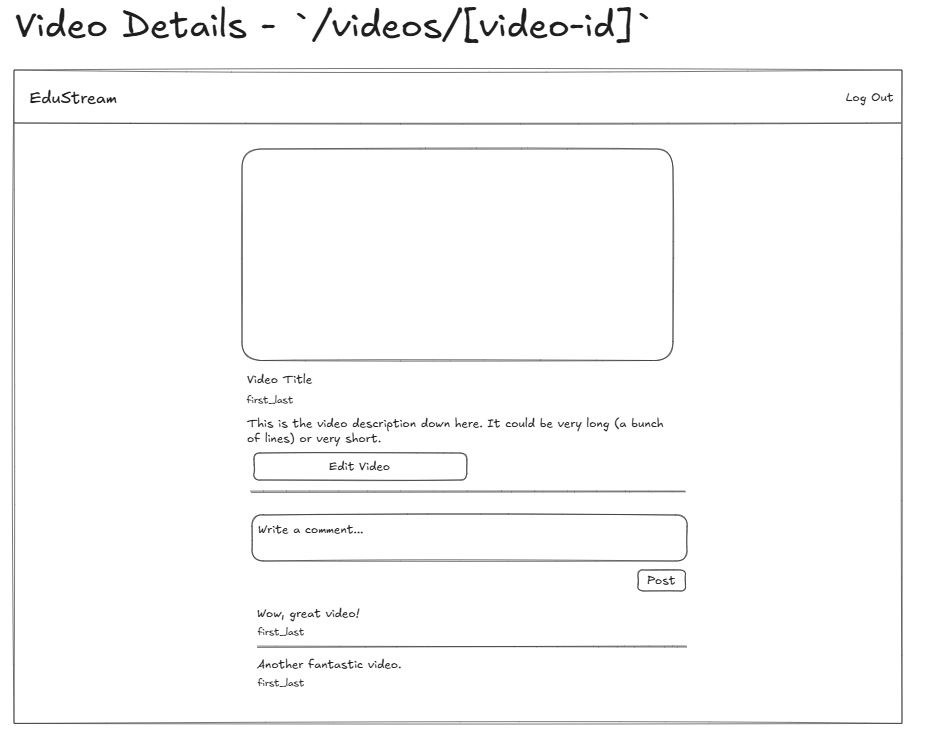 Video Details - `/videos/[video-id]`
EduStream
Log Out
Video Title
first_last
This is the video description down here. It could be very long (a bunch
of lines) or very short.
Edit Video
Write a comment...
Post
Wow, great video!
first_last
Another fantastic video.
first_last